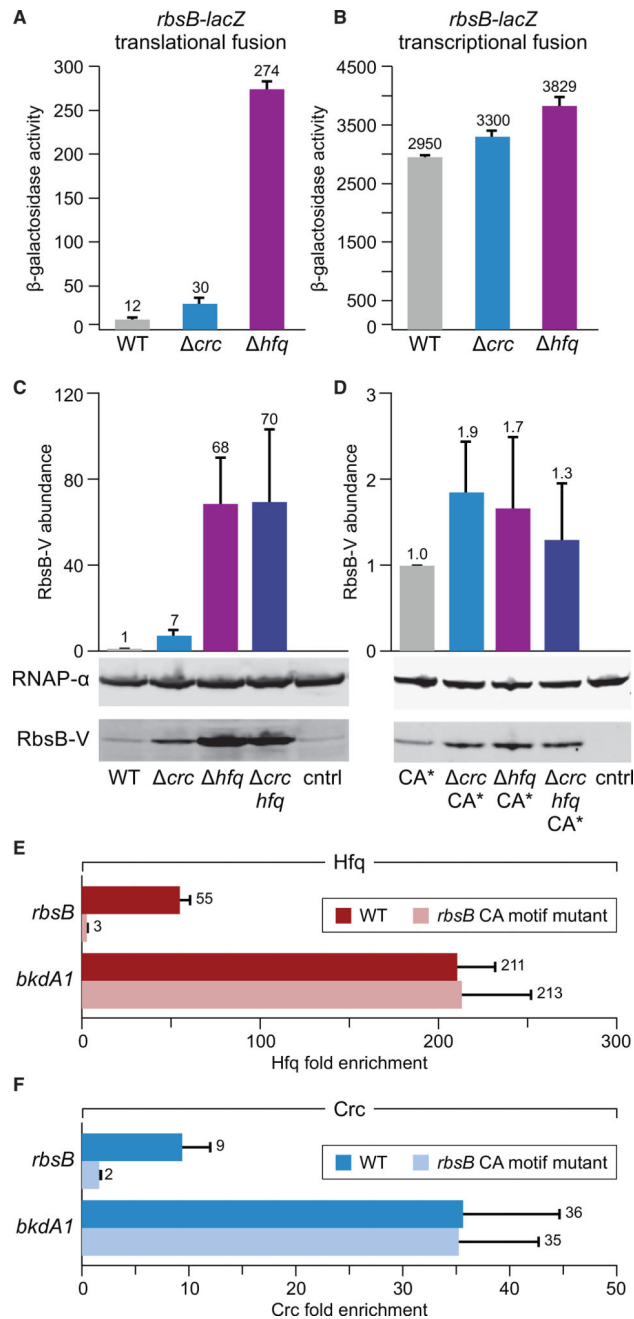 A
rbsB-lacZ
translational fusion
β-galactosidase activity
300
250
200
150
100
50
0
12
30
274
WT
Δcrc
Δhfq
B
rbsB-lacZ
transcriptional fusion
β-galactosidase activity
4500
3500
2500
1500
500
0
2950
3300
3829
WT
Δcrc
Δhfq
C
RbsB-V abundance
120
80
40
0
1
7
68
70
RNAP-α
RbsB-V
WT
Δcrc
Δhfq
Δcrc
hfq
cntrl
D
RbsB-V abundance
3
2
1
0
1.0
1.9
1.7
1.3
CA*
Δcrc
CA*
Δhfq
CA*
Δcrc
hfq
CA*
cntrl
E
Hfq
rbsB
55
3
WT
rbsB CA motif mutant
bkdA1
211
213
0
100
200
300
Hfq fold enrichment
F
Crc
rbsB
9
2
WT
rbsB CA motif mutant
bkdA1
36
35
0
10
20
30
40
50
Crc fold enrichment